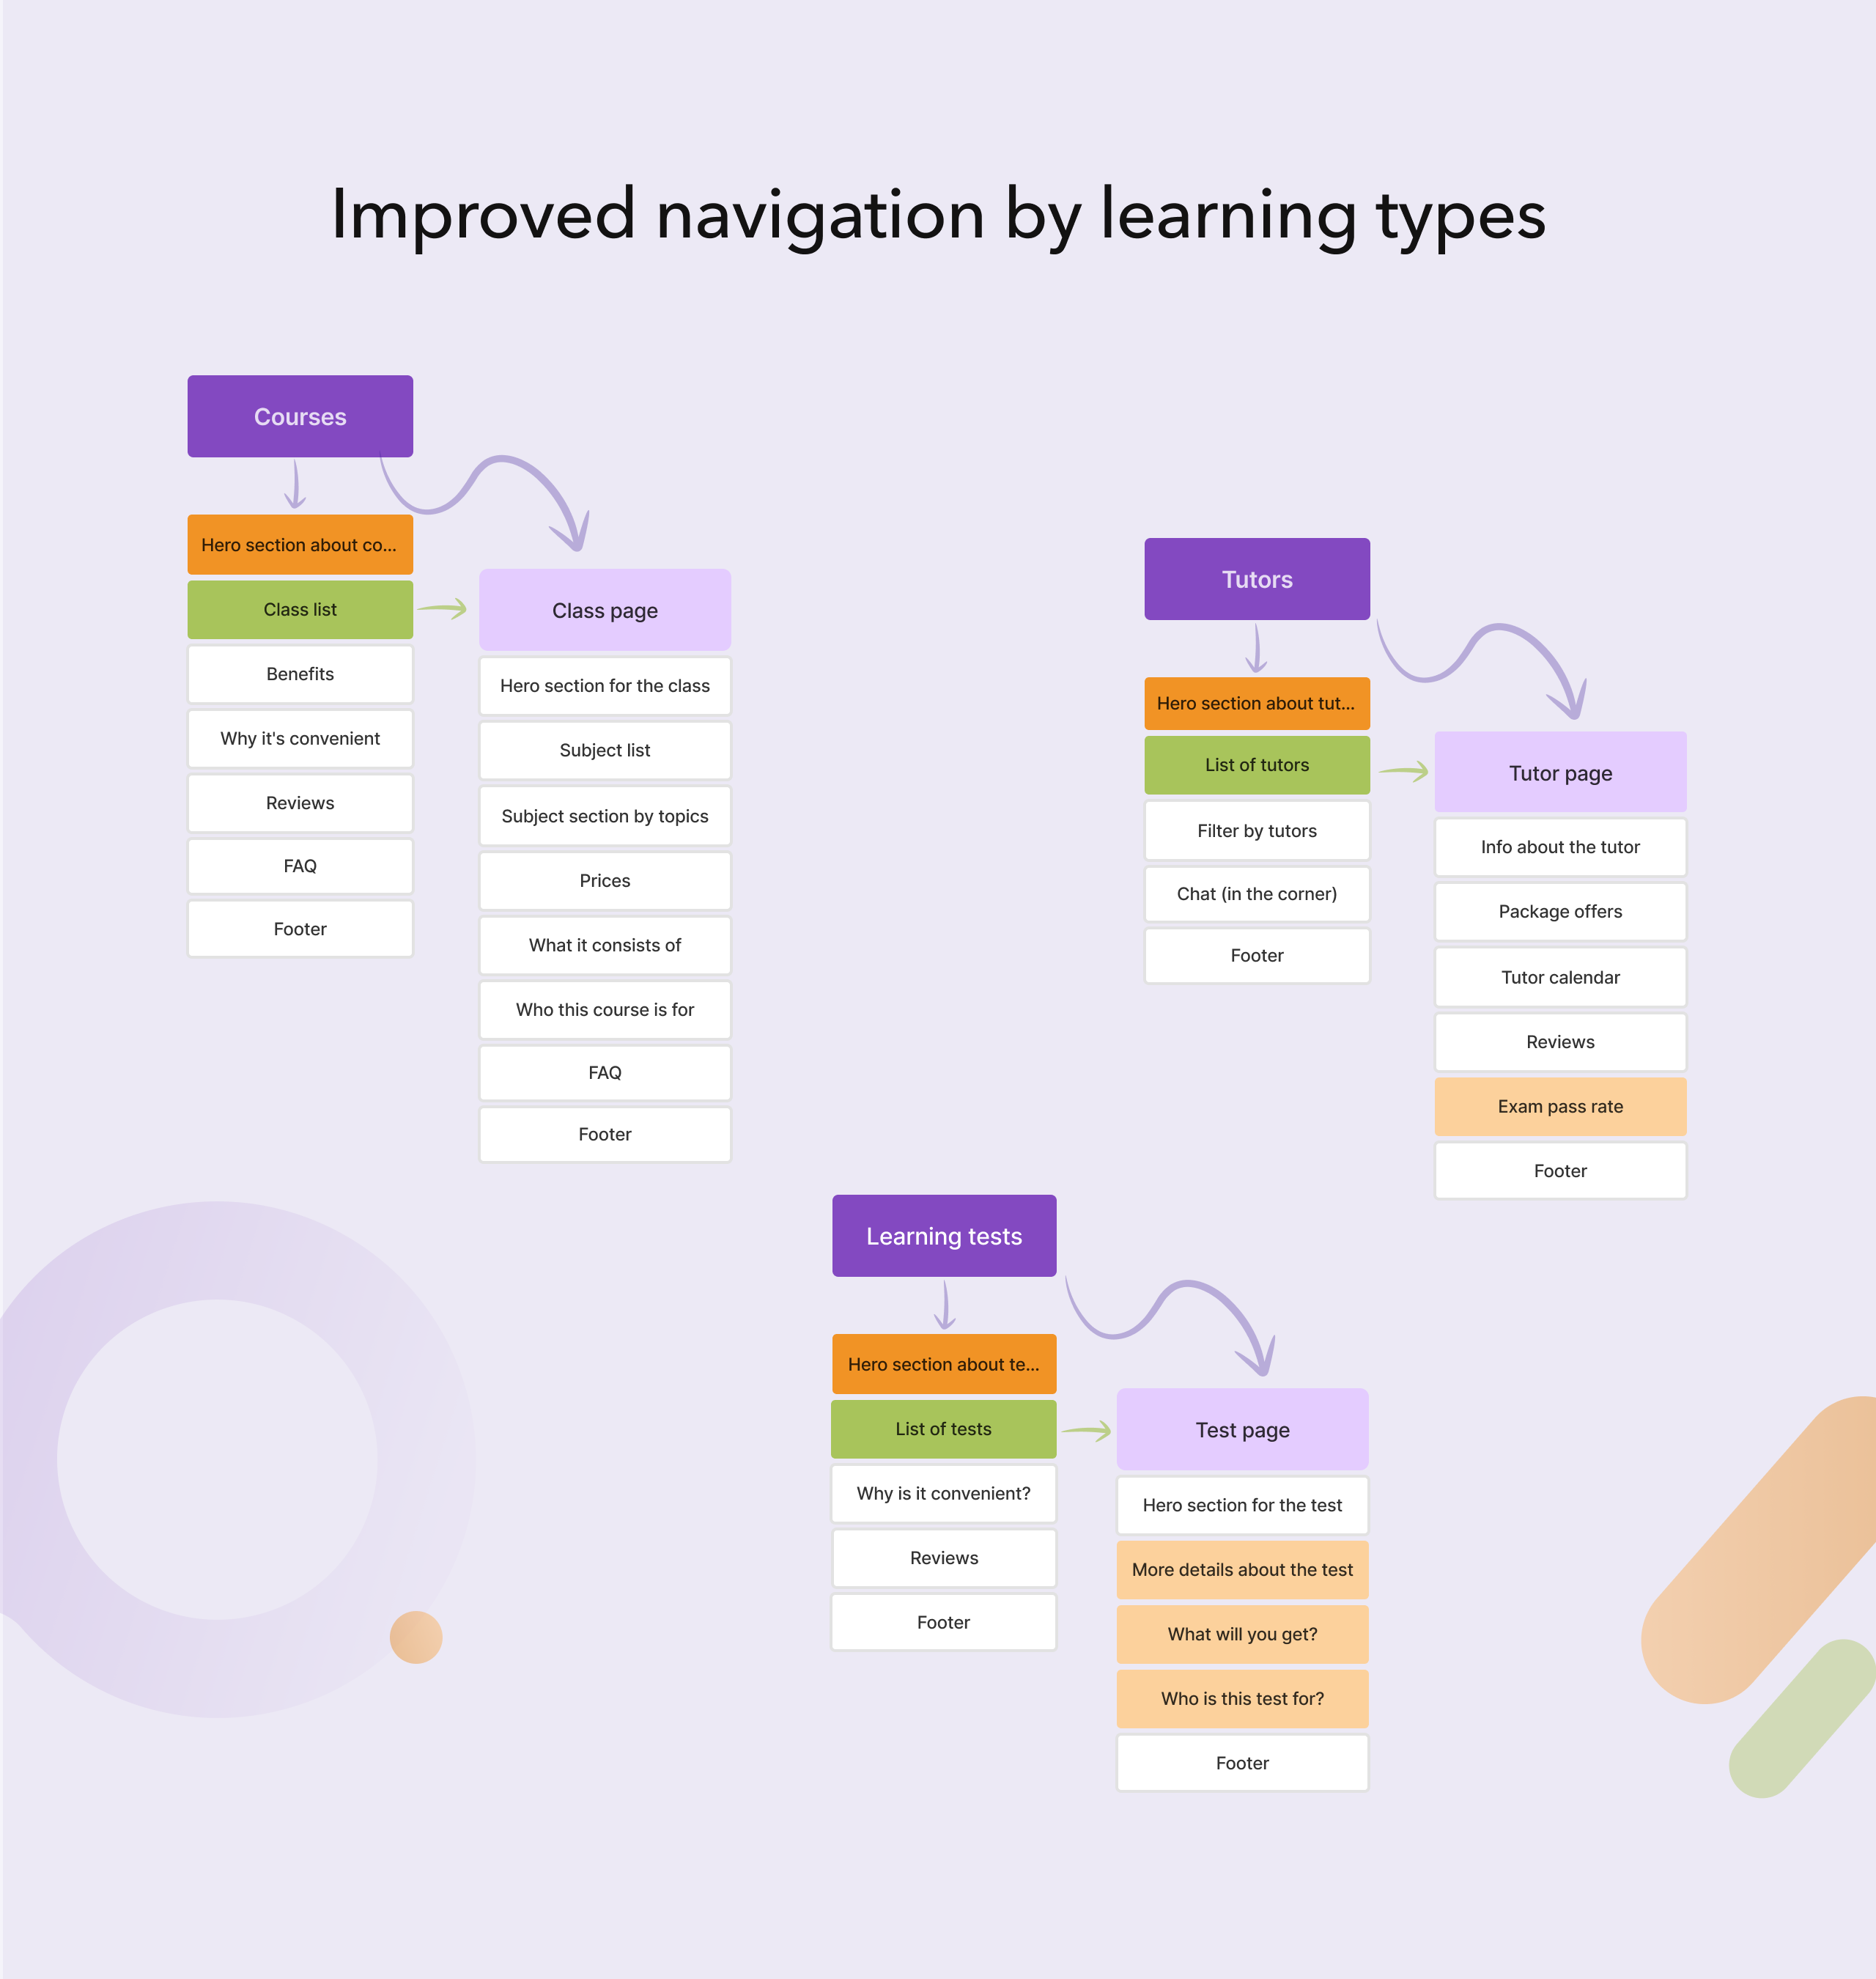 Improved navigation by learning types
Courses
Hero section about co...
Class list
Benefits
Why it's convenient
Reviews
FAQ
Footer
Class page
Hero section for the class
Subject list
Subject section by topics
Prices
What it consists of
Who this course is for
FAQ
Footer
Tutors
Hero section about tut...
List of tutors
Filter by tutors
Chat (in the corner)
Footer
Tutor page
Info about the tutor
Package offers
Tutor calendar
Reviews
Exam pass rate
Footer
Learning tests
Hero section about te...
List of tests
Why is it convenient?
Reviews
Footer
Test page
Hero section for the test
More details about the test
What will you get?
Who is this test for?
Footer